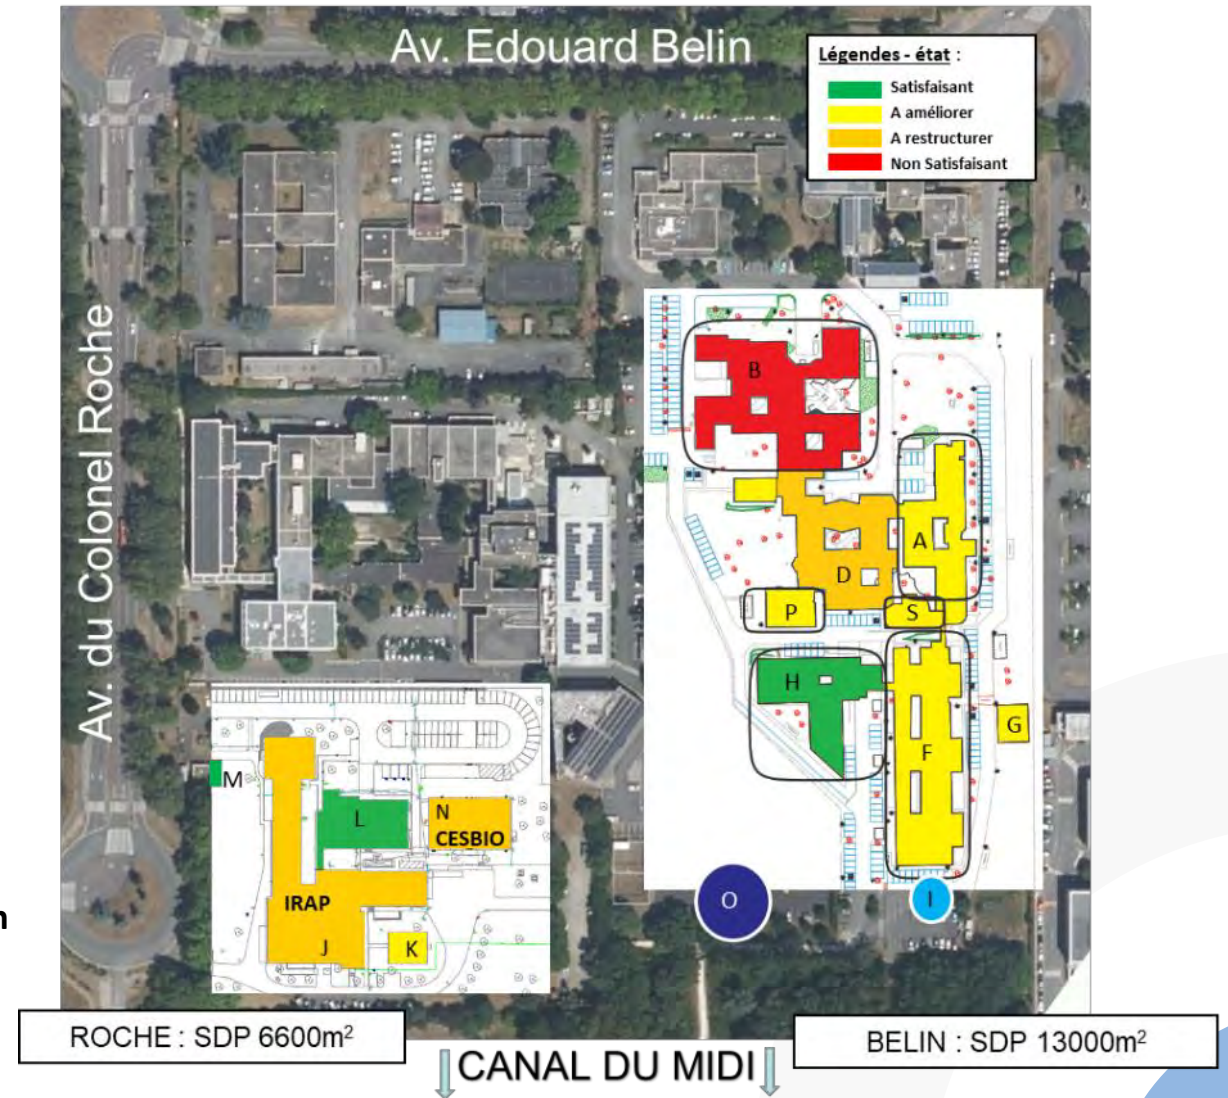 Av. Edouard Belin
Légendes - état :
Satisfaisant
A améliorer
A restructurer
Non Satisfaisant
Av. du Colonel Roche
B
A
D
P
S
H
F
G
O
I
M
L
N
CESBIO
IRAP
J
K
n
ROCHE : SDP 6600m²
BELIN : SDP 13000m²
CANAL DU MIDI